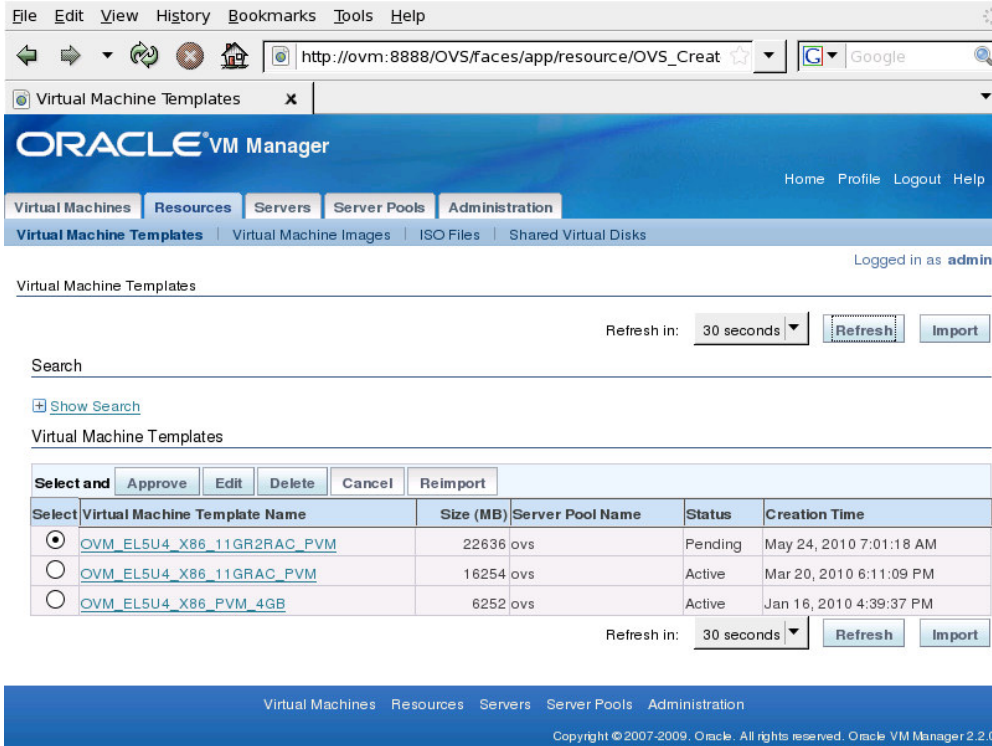 File Edit View History Bookmarks Tools Help
http://ovm:8888/OVS/faces/app/resource/OVS_Creat G Google
Virtual Machine Templates x
ORACLE VM Manager
Home Profile Logout Help
Virtual Machines Resources Servers Server Pools Administration
Virtual Machine Templates | Virtual Machine Images | ISO Files | Shared Virtual Disks
Logged in as admin
Virtual Machine Templates
Refresh in: 30 seconds Refresh Import
Search
Show Search
Virtual Machine Templates
Select and Approve Edit Delete Cancel Reimport
Select Virtual Machine Template Name Size (MB) Server Pool Name Status Creation Time
OVM_EL5U4_X86_11GR2RAC_PVM 22636 ovs Pending May 24, 2010 7:01:18 AM
OVM_EL5U4_X86_11GRAC_PVM 16254 ovs Active Mar 20, 2010 6:11:09 PM
OVM_EL5U4_X86_PVM_4GB 6252 ovs Active Jan 16, 2010 4:39:37 PM
Refresh in: 30 seconds Refresh Import
Virtual Machines Resources Servers Server Pools Administration
Copyright ©2007-2009. Oracle. All rights reserved. Oracle VM Manager 2.2.0